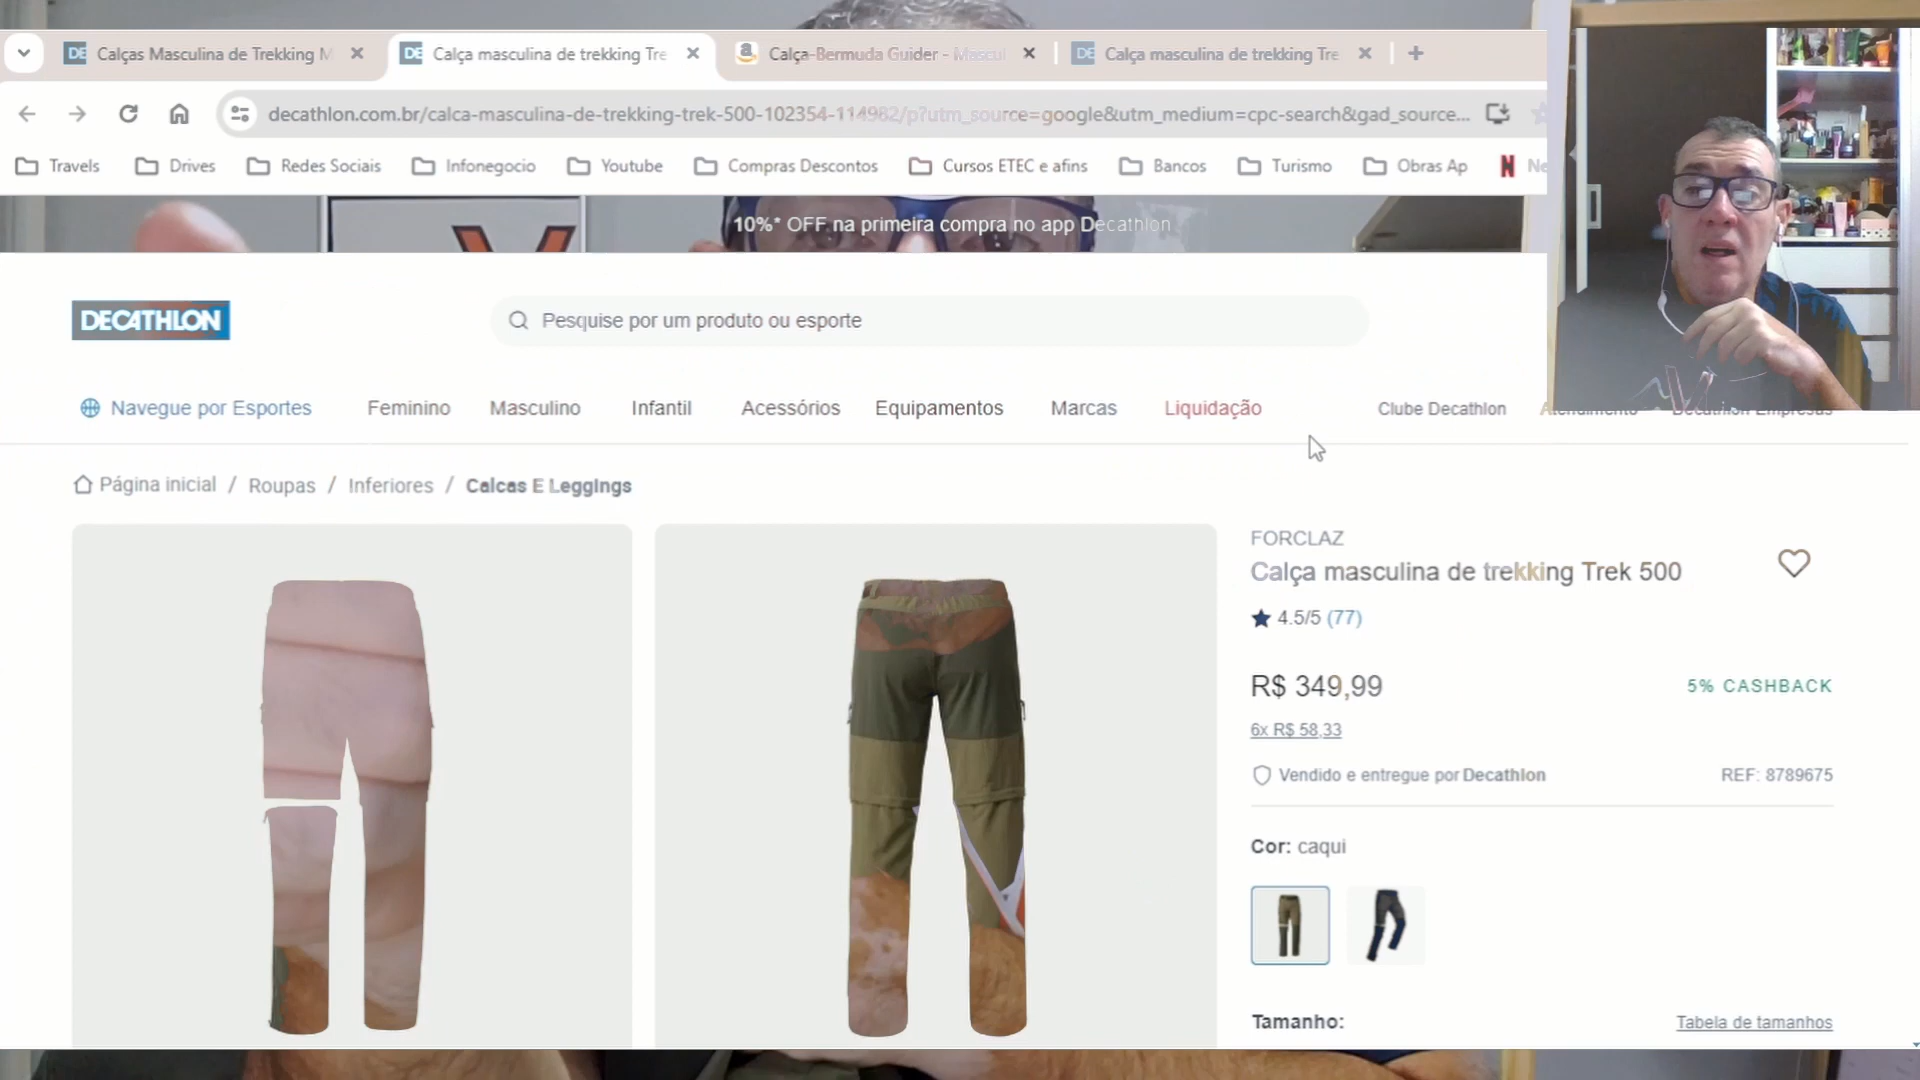 Calças Masculina de Trekking M
Calça masculina de trekking Tre
Calça-Bermuda Guider - Mascul
Calça masculina de trekking Tre
decathlon.com.br/calca-masculina-de-trekking-trek-500-102354-114982/p?utm_source=google&utm_medium=cpc-search&gad_source...
Travels
Drives
Redes Sociais
Infonegocio
Youtube
Compras Descontos
Cursos ETEC e afins
Bancos
Turismo
Obras Ap
Ne
10%* OFF na primeira compra no app Decathlon
DECATHLON
Pesquise por um produto ou esporte
Navegue por Esportes
Feminino
Masculino
Infantil
Acessórios
Equipamentos
Marcas
Liquidação
Clube Decathlon
Atendimento
Decathlon Empresas
Página inicial / Roupas / Inferiores / Calcas E Leggings
FORCLAZ
Calça masculina de trekking Trek 500
4.5/5 (77)
R$ 349,99
5% CASHBACK
6x R$ 58,33
Vendido e entregue por Decathlon
REF: 8789675
Cor: caqui
Tamanho:
Tabela de tamanhos